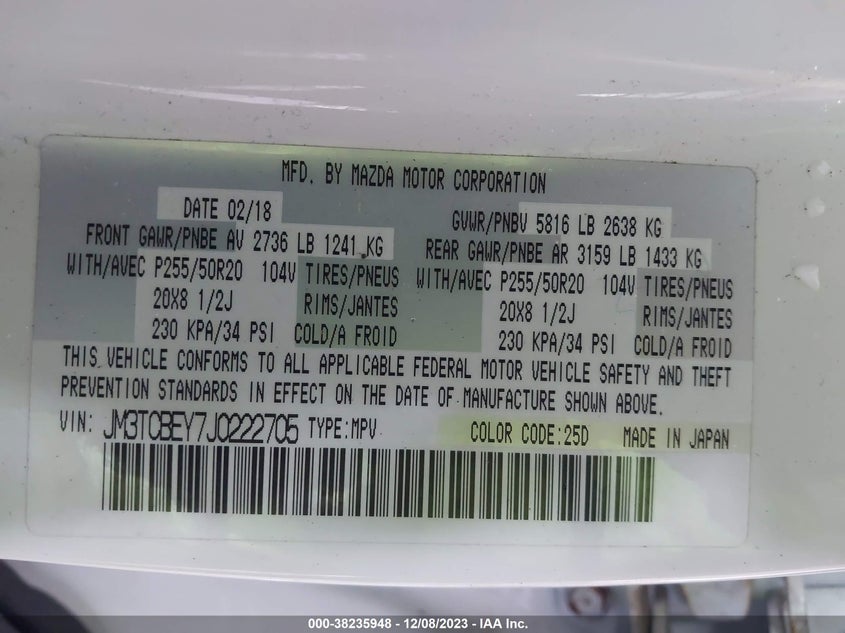 MFD. BY MAZDA MOTOR CORPORATION
DATE 02/18 GVWR/PNBV 5816 LB 2638 KG
FRONT GAWR/PNBE AV 2736 LB 1241 KG REAR GAWR/PNBE AR 3159 LB 1433 KG
WITH/AVEC P255/50R20 104V TIRES/PNEUS WITH/AVEC P255/50R20 104V TIRES/PNEUS
20X8 1/2J RIMS/JANTES 20X8 1/2J RIMS/JANTES
230 KPA/34 PSI COLD/A FROID 230 KPA/34 PSI COLD/A FROID
THIS VEHICLE CONFORMS TO ALL APPLICABLE FEDERAL MOTOR VEHICLE SAFETY AND THEFT
PREVENTION STANDARDS IN EFFECT ON THE DATE OF MANUFACTURE SHOWN ABOVE.
VIN: JM3TCBEY7J0222705 TYPE:MPV COLOR CODE:25D MADE IN JAPAN
000-38235948 - 12/08/2023 - IAA Inc.